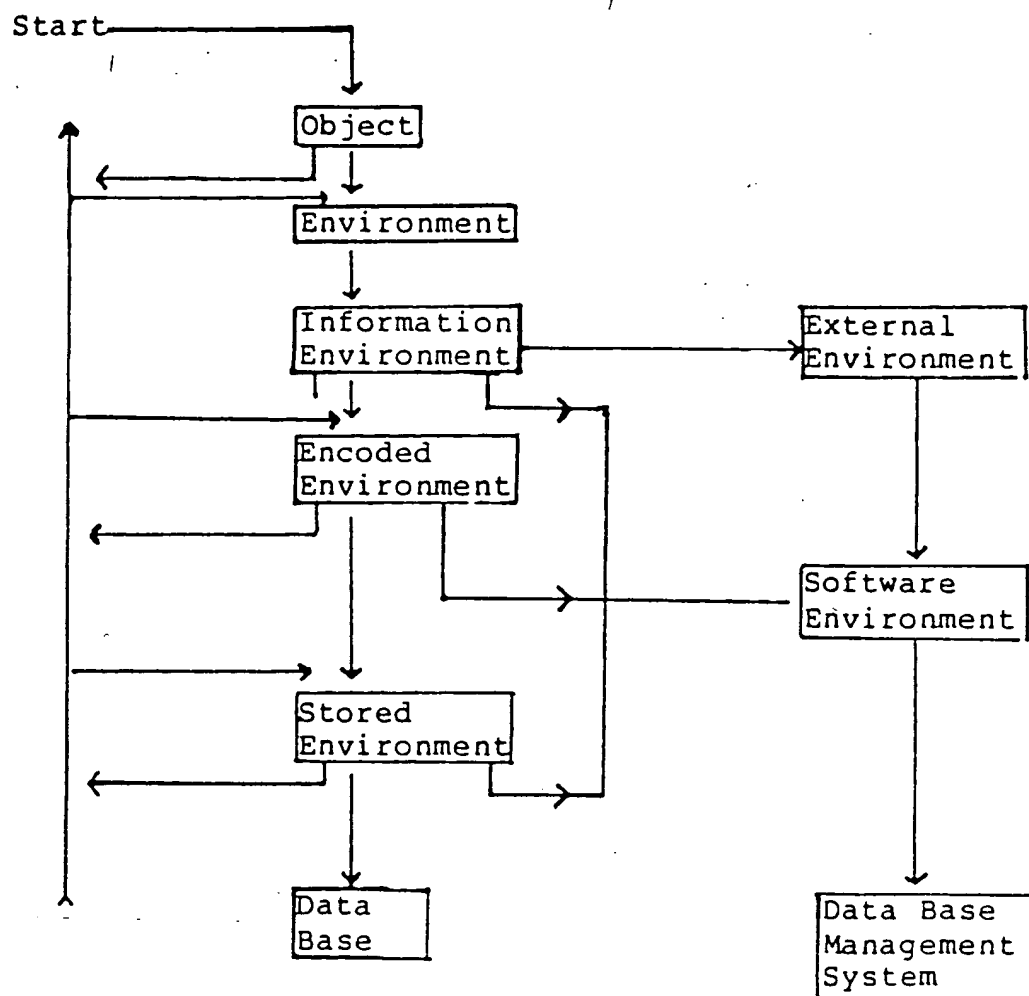 Start
Object
Environment
Information
Environment
External
Environment
Encoded
Environment
Software
Environment
Stored
Environment
Data
Base
Data Base
Management
System